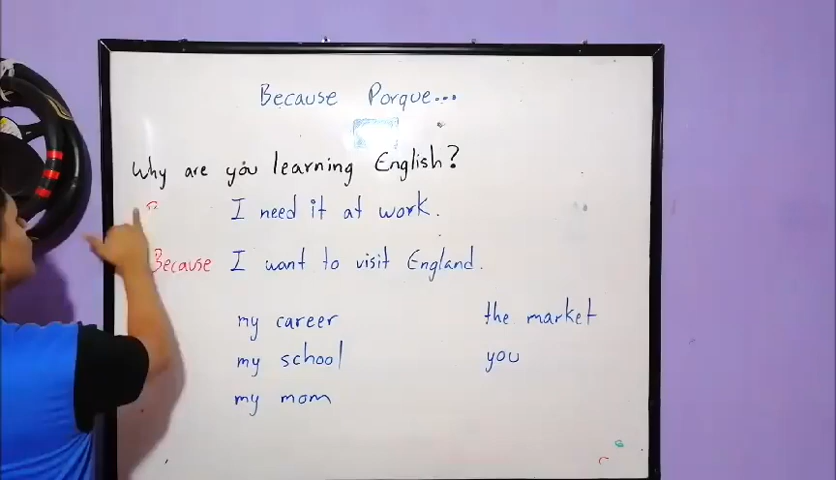 Because Porque...
Why are you learning English?
I need it at work.
Because I want to visit England.
my career
the market
my school
you
my mom